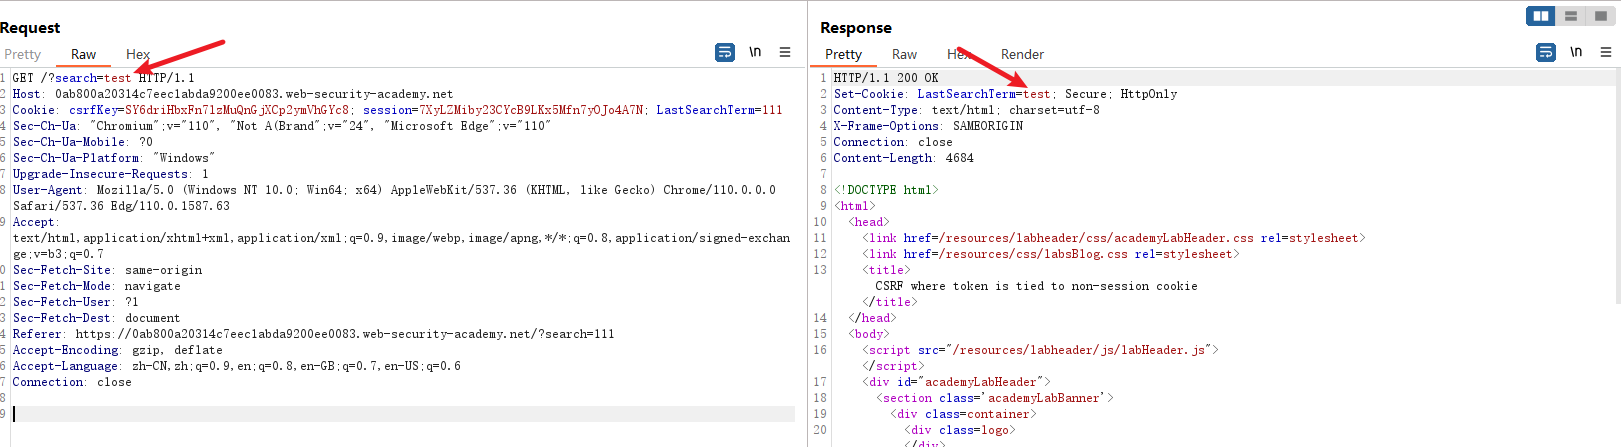 Request
Pretty Raw Hex \n
1 GET /?search=test HTTP/1.1
2 Host: 0ab800a20314c7eec1abda9200ee0083.web-security-academy.net
3 Cookie: csrfKey=SY6driHbxFn7lzMuQnGjXCp2ymVhGYc8; session=7XyLZMiby23CYcB9LKx5Mfn7yOJo4A7N; LastSearchTerm=111
4 Sec-Ch-Ua: "Chromium";v="110", "Not A(Brand";v="24", "Microsoft Edge";v="110"
5 Sec-Ch-Ua-Mobile: ?0
6 Sec-Ch-Ua-Platform: "Windows"
7 Upgrade-Insecure-Requests: 1
8 User-Agent: Mozilla/5.0 (Windows NT 10.0; Win64; x64) AppleWebKit/537.36 (KHTML, like Gecko) Chrome/110.0.0.0
Safari/537.36 Edg/110.0.1587.63
9 Accept:
text/html,application/xhtml+xml,application/xml;q=0.9,image/webp,image/apng,*/*;q=0.8,application/signed-exchan
ge;v=b3;q=0.7
0 Sec-Fetch-Site: same-origin
1 Sec-Fetch-Mode: navigate
2 Sec-Fetch-User: ?1
3 Sec-Fetch-Dest: document
4 Referer: https://0ab800a20314c7eec1abda9200ee0083.web-security-academy.net/?search=111
5 Accept-Encoding: gzip, deflate
6 Accept-Language: zh-CN,zh;q=0.9,en;q=0.8,en-GB;q=0.7,en-US;q=0.6
7 Connection: close
8
9
Response
Pretty Raw Hex Render \n
1 HTTP/1.1 200 OK
2 Set-Cookie: LastSearchTerm=test; Secure; HttpOnly
3 Content-Type: text/html; charset=utf-8
4 X-Frame-Options: SAMEORIGIN
5 Connection: close
6 Content-Length: 4684
7
8 <!DOCTYPE html>
9 <html>
10 <head>
11 <link href=/resources/labheader/css/academyLabHeader.css rel=stylesheet>
12 <link href=/resources/css/labsBlog.css rel=stylesheet>
13 <title>
CSRF where token is tied to non-session cookie
</title>
14 </head>
15 <body>
16 <script src="/resources/labheader/js/labHeader.js">
</script>
17 <div id="academyLabHeader">
18 <section class='academyLabBanner'>
19 <div class=container>
20 <div class=logo>
</div>